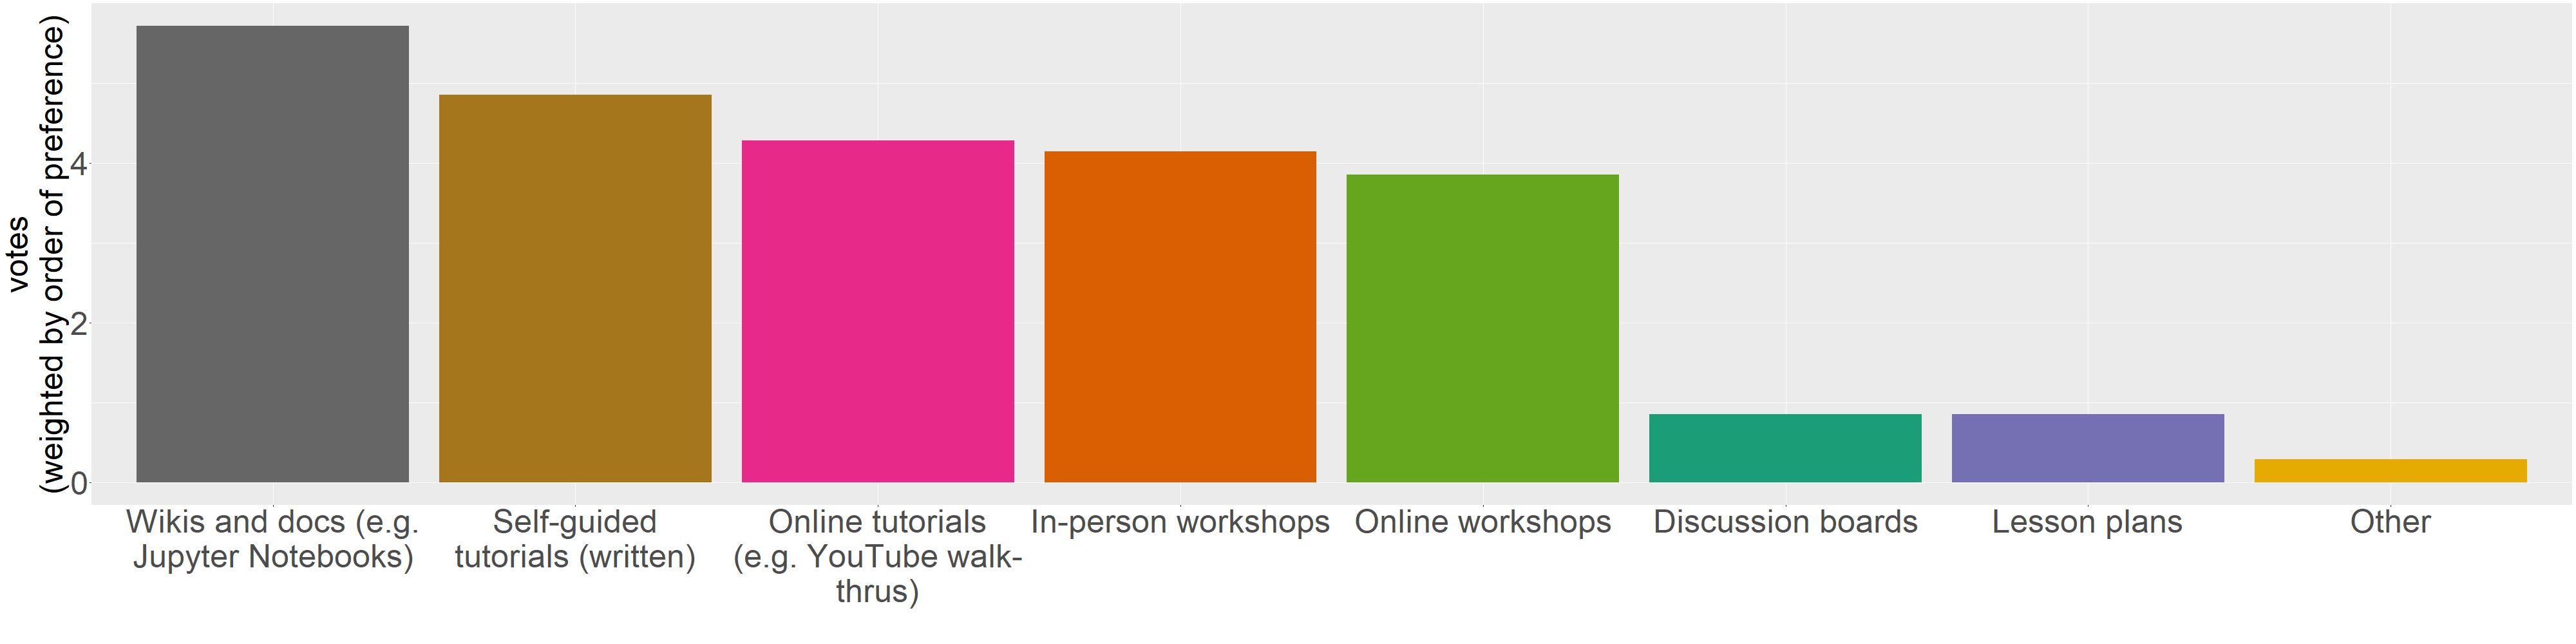 votes
(weighted by order of preference)
4
2
0
Wikis and docs (e.g.
Jupyter Notebooks)
Self-guided
tutorials (written)
Online tutorials
(e.g. YouTube walk-
thrus)
In-person workshops
Online workshops
Discussion boards
Lesson plans
Other